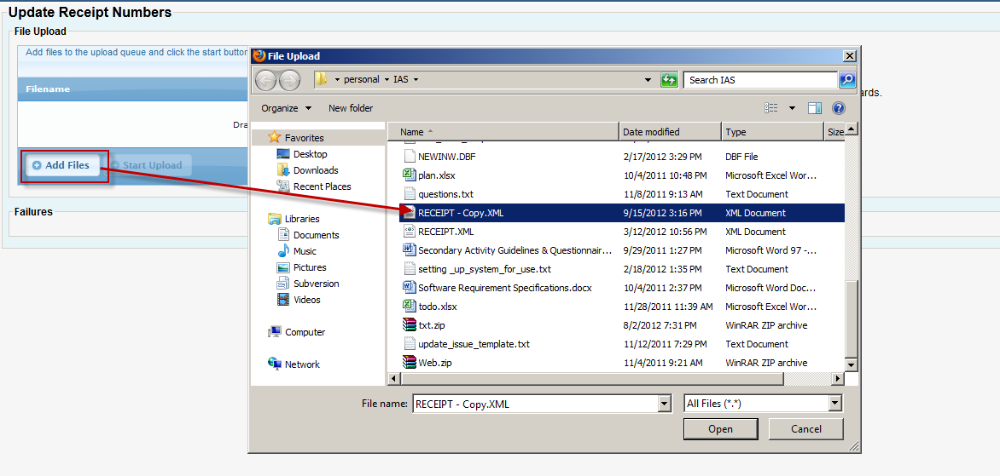 Update Receipt Numbers
File Upload
Add files to the upload queue and click the start button
Filename
Dra
ards.
Add Files
Start Upload
Failures
File Upload
personal IAS
Search IAS
Organize New folder
Favorites
Desktop
Downloads
Recent Places
Libraries
Documents
Music
Pictures
Subversion
Videos
Computer
Network
Name Date modified Type Size
NEWINW.DBF 2/17/2012 3:29 PM DBF File
plan.xlsx 10/4/2011 10:48 PM Microsoft Excel Wor...
questions.txt 11/8/2011 9:13 AM Text Document
RECEIPT - Copy.XML 9/15/2012 3:16 PM XML Document
RECEIPT.XML 3/12/2012 10:56 PM XML Document
Secondary Activity Guidelines & Questionnair... 9/29/2011 1:27 PM Microsoft Word 97 -...
setting _up_system_for_use.txt 2/18/2012 1:35 PM Text Document
Software Requirement Specifications.docx 10/4/2011 2:37 PM Microsoft Word Doc...
todo.xlsx 11/28/2011 11:39 AM Microsoft Excel Wor...
txt.zip 8/2/2012 7:31 PM WinRAR ZIP archive
update_issue_template.txt 11/12/2011 7:29 PM Text Document
Web.zip 11/4/2011 9:21 AM WinRAR ZIP archive
File name: RECEIPT - Copy.XML All Files (*.*)
Open Cancel